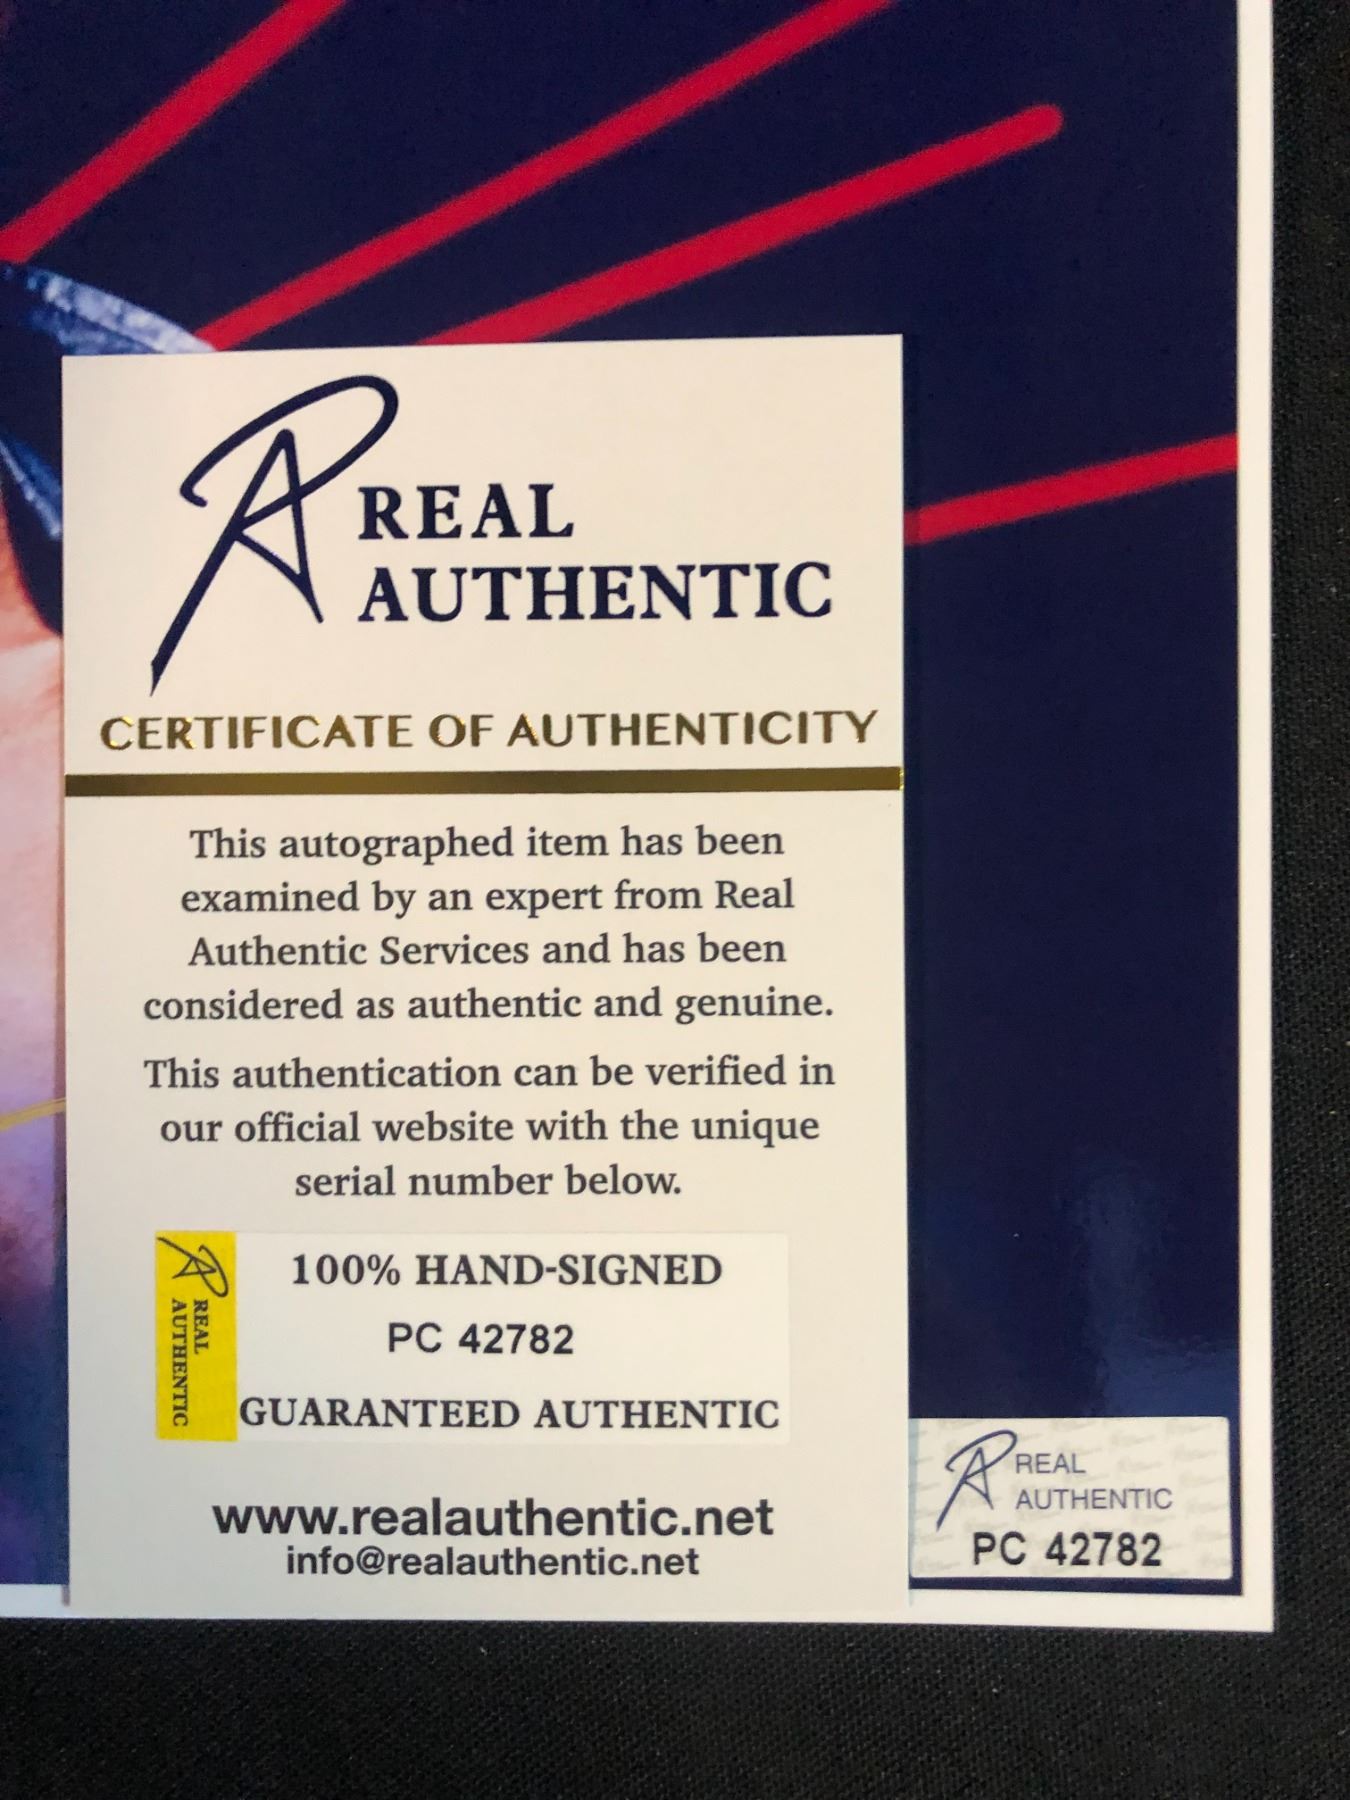 REAL
AUTHENTIC
CERTIFICATE OF AUTHENTICITY
This autographed item has been
examined by an expert from Real
Authentic Services and has been
considered as authentic and genuine.
This authentication can be verified in
our official website with the unique
serial number below.
REAL
AUTHENTIC
100% HAND-SIGNED
PC 42782
GUARANTEED AUTHENTIC
www.realauthentic.net
info@realauthentic.net
REAL
AUTHENTIC
PC 42782